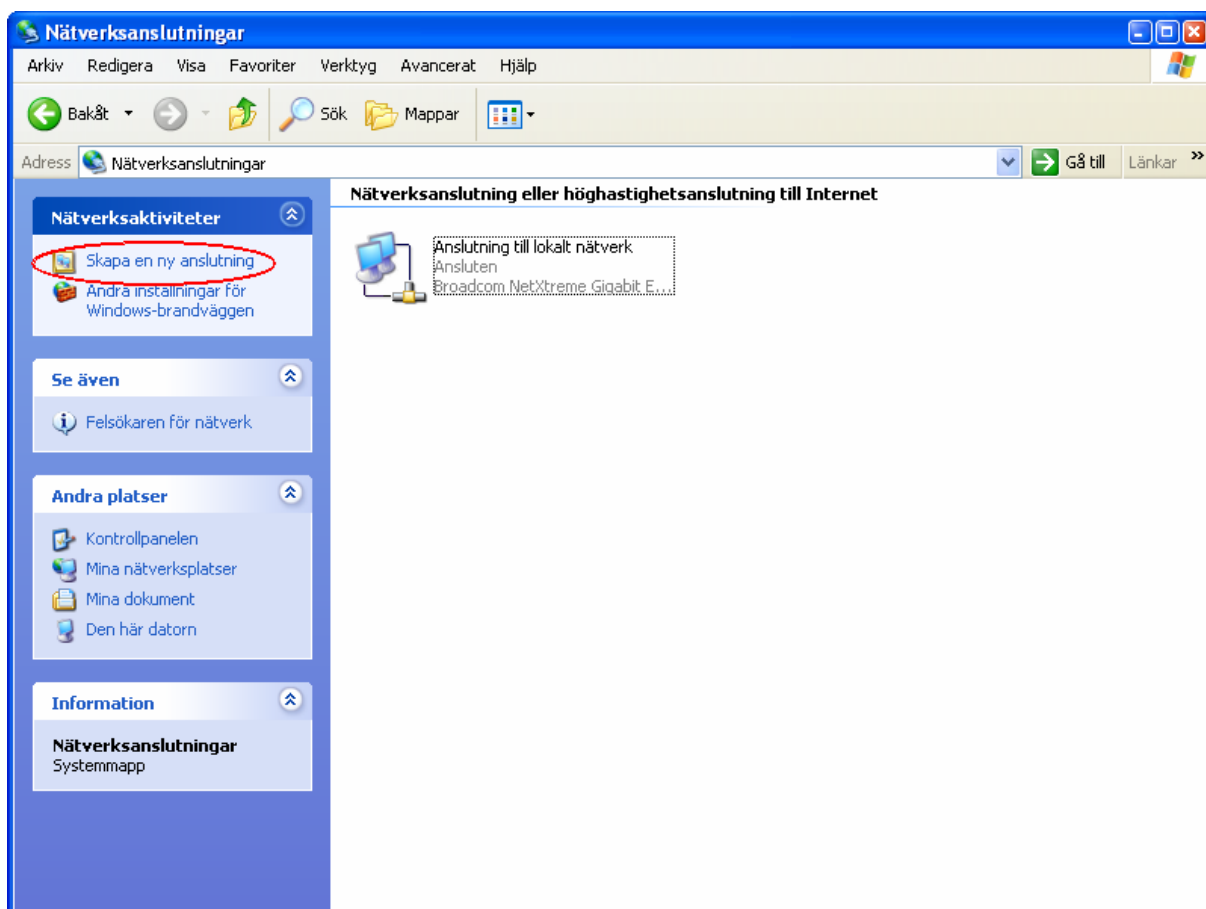 Nätverksanslutningar
Arkiv Redigera Visa Favoriter Verktyg Avancerat Hjälp
Bakåt Sök Mappar
Adress Nätverksanslutningar Gå till Länkar »
Nätverksaktiviteter
Skapa en ny anslutning
Ändra inställningar för
Windows-brandväggen
Se även
Felsökaren för nätverk
Andra platser
Kontrollpanelen
Mina nätverksplatser
Mina dokument
Den här datorn
Information
Nätverksanslutningar
Systemmapp
Nätverksanslutning eller höghastighetsanslutning till Internet
Anslutning till lokalt nätverk
Ansluten
Broadcom NetXtreme Gigabit E...